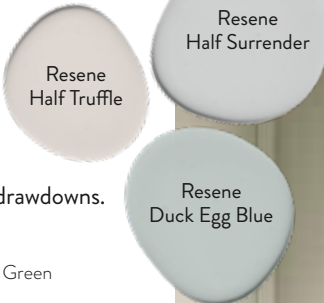 Resene
Half Surrender
Resene
Half Truffle
drawdowns.
Resene
Duck Egg Blue
Green